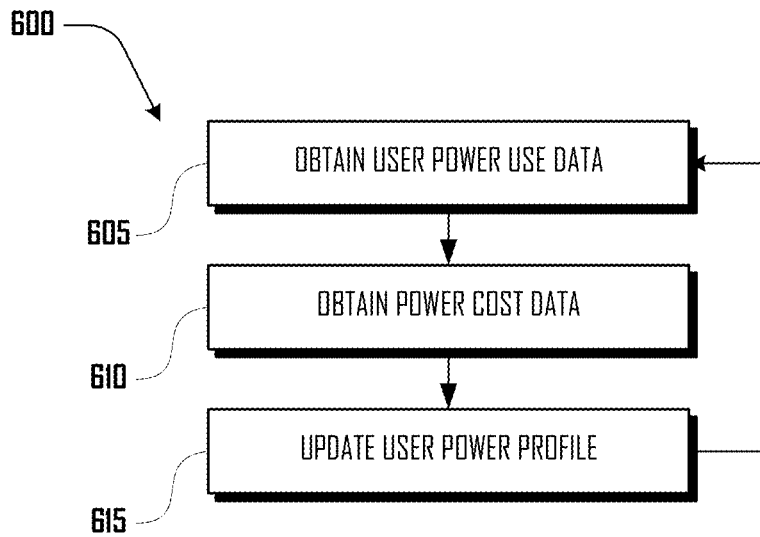 600
OBTAIN USER POWER USE DATA
605
OBTAIN POWER COST DATA
610
UPDATE USER POWER PROFILE
615